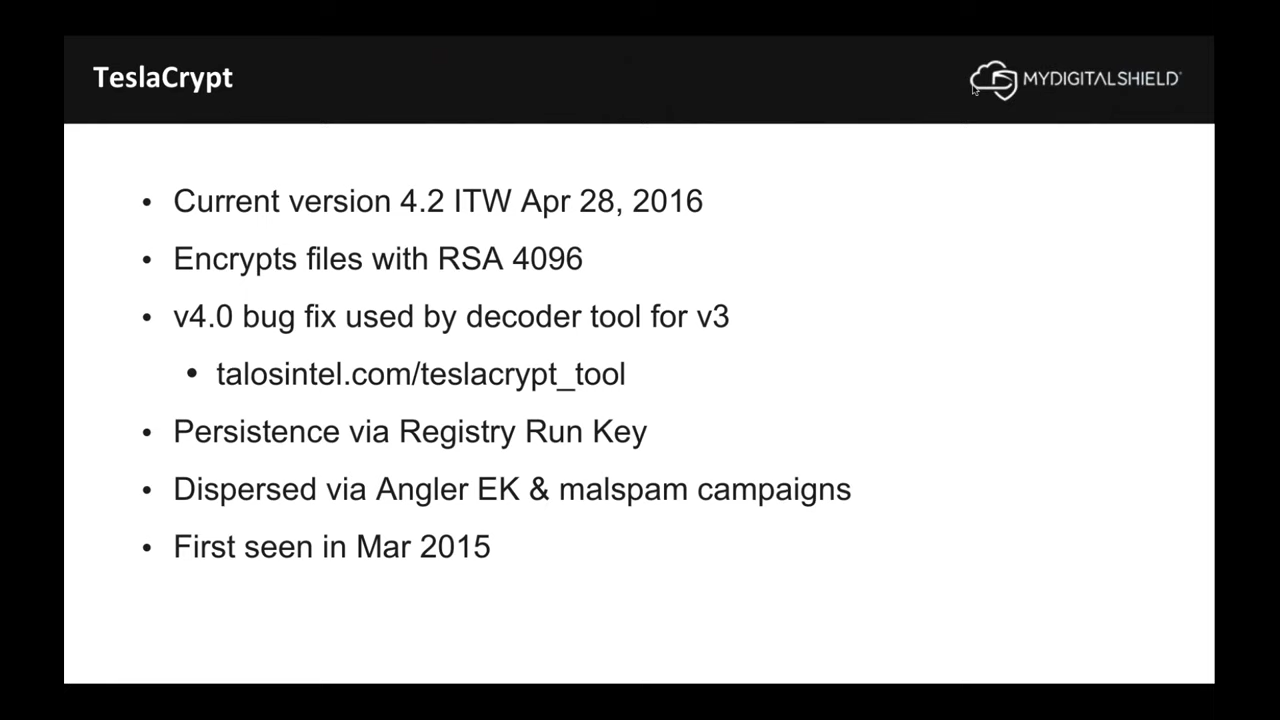 TeslaCrypt
MYDIGITALSHIELD
• Current version 4.2 ITW Apr 28, 2016
• Encrypts files with RSA 4096
• v4.0 bug fix used by decoder tool for v3
• talosintel.com/teslacrypt_tool
• Persistence via Registry Run Key
• Dispersed via Angler EK & malspam campaigns
• First seen in Mar 2015